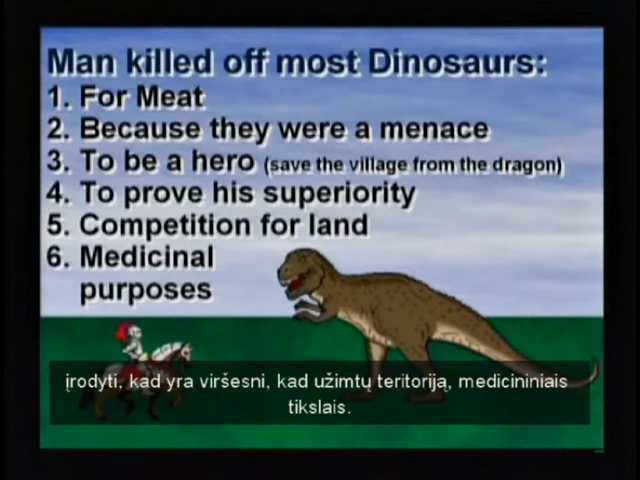 Man killed off most Dinosaurs:
1. For Meat
2. Because they were a menace
3. To be a hero (save the village from the dragon)
4. To prove his superiority
5. Competition for land
6. Medicinal
purposes
įrodyti, kad yra viršesni, kad užimtų teritoriją, medicininiais
tikslais.